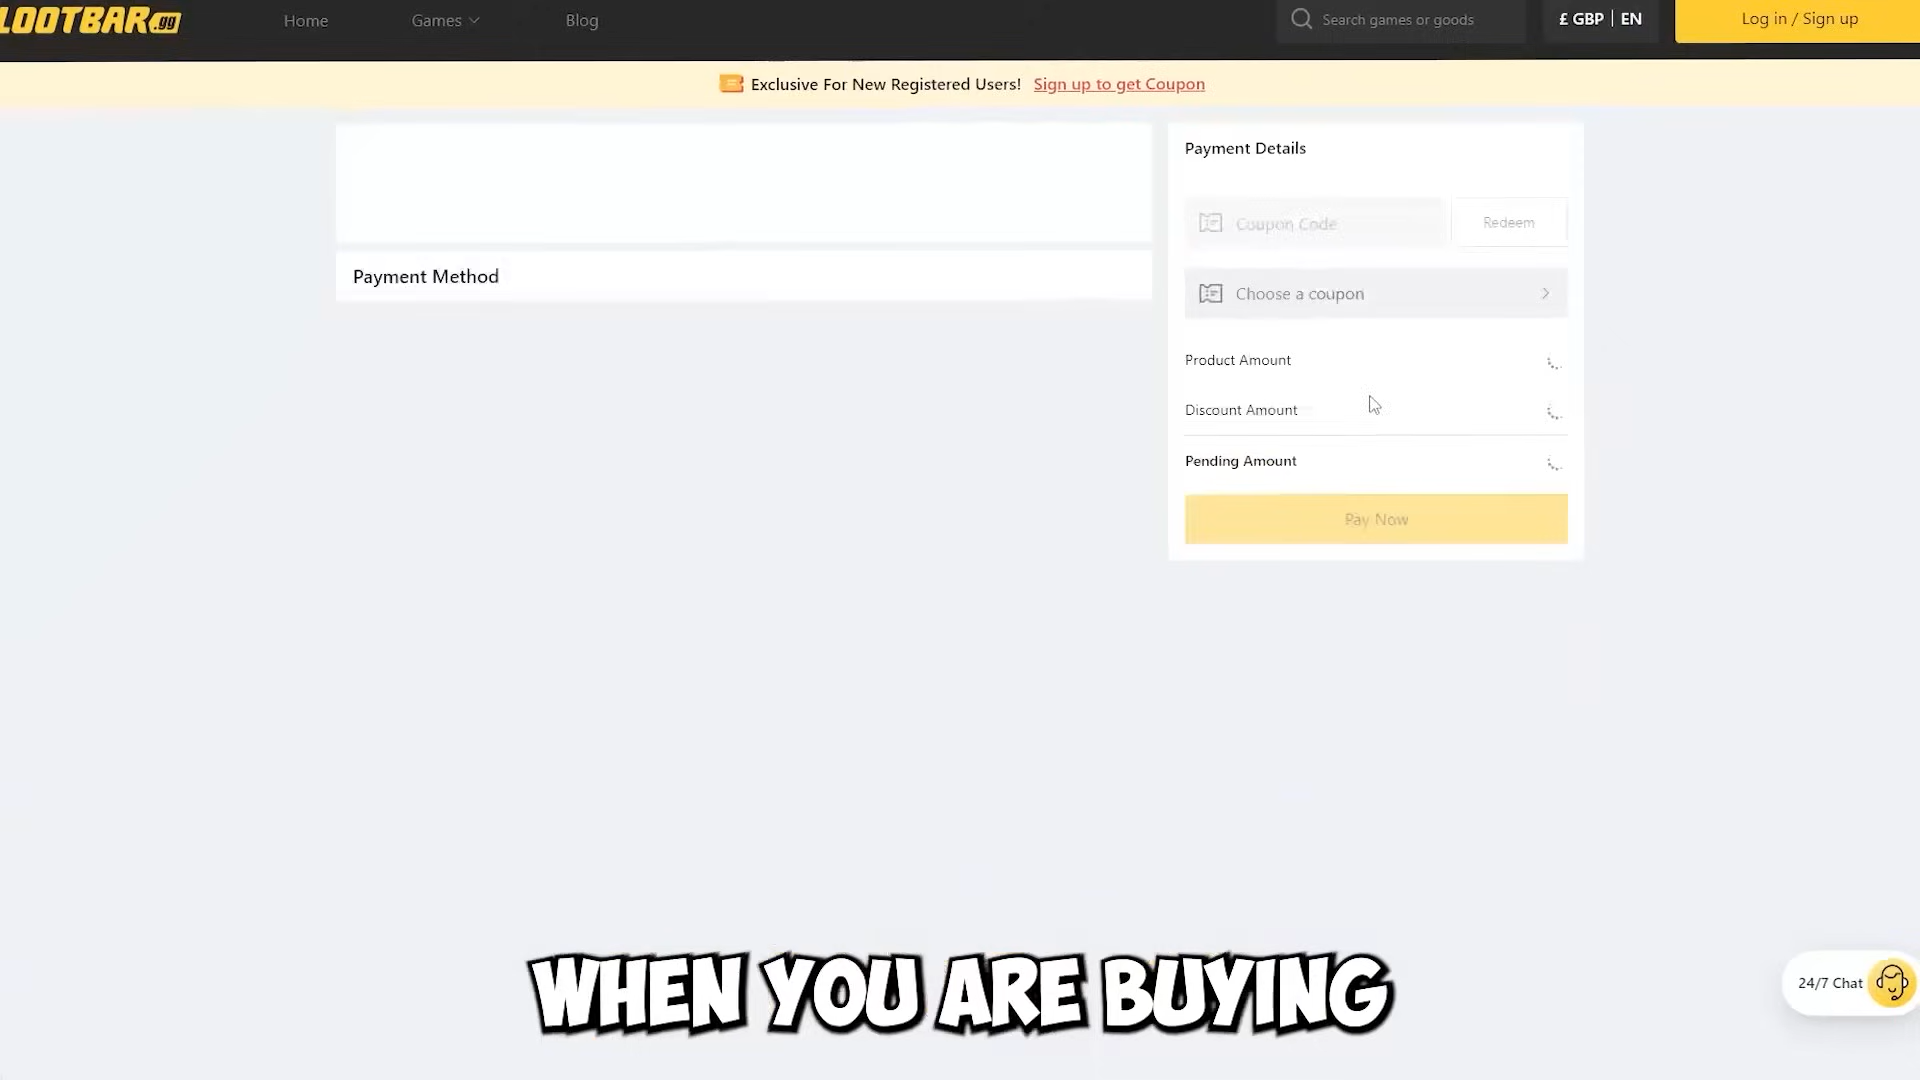 LOOTBAR.gg
Home
Games
Blog
Search games or goods
£ GBP | EN
Log in / Sign up
Exclusive For New Registered Users! Sign up to get Coupon
Payment Method
Payment Details
Coupon Code
Redeem
Choose a coupon
Product Amount
Discount Amount
Pending Amount
Pay Now
24/7 Chat
WHEN YOU ARE BUYING